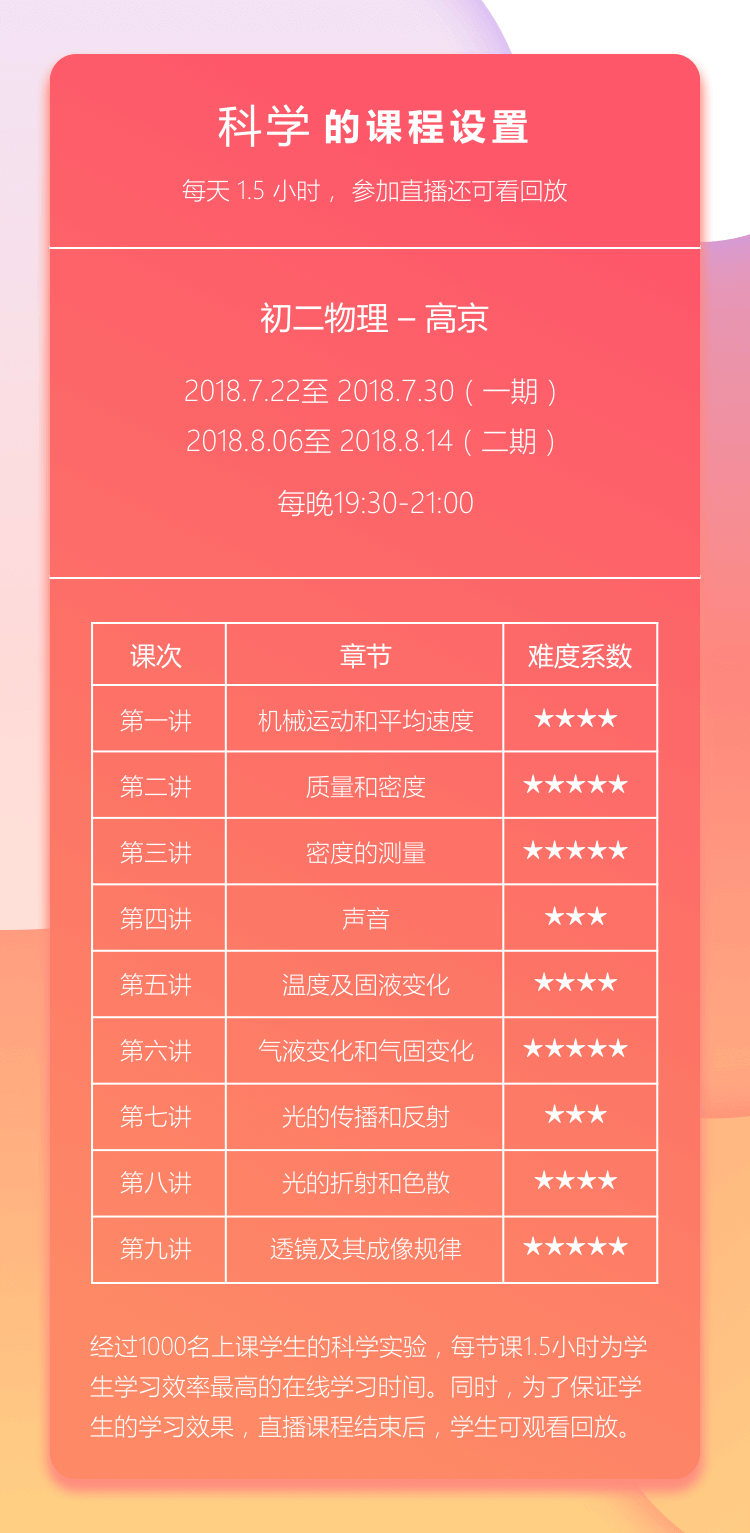 科学的课程设置
每天 1.5 小时，参加直播还可看回放
初二物理 – 高京
2018.7.22至 2018.7.30（一期）
2018.8.06至 2018.8.14（二期）
每晚19:30-21:00
课次 章节 难度系数
第一讲 机械运动和平均速度 ★★★★
第二讲 质量和密度 ★★★★★
第三讲 密度的测量 ★★★★★
第四讲 声音 ★★★
第五讲 温度及固液变化 ★★★★
第六讲 气液变化和气固变化 ★★★★★
第七讲 光的传播和反射 ★★★
第八讲 光的折射和色散 ★★★★
第九讲 透镜及其成像规律 ★★★★★
经过1000名上课学生的科学实验，每节课1.5小时为学
生学习效率最高的在线学习时间。同时，为了保证学
生的学习效果，直播课程结束后，学生可观看回放。